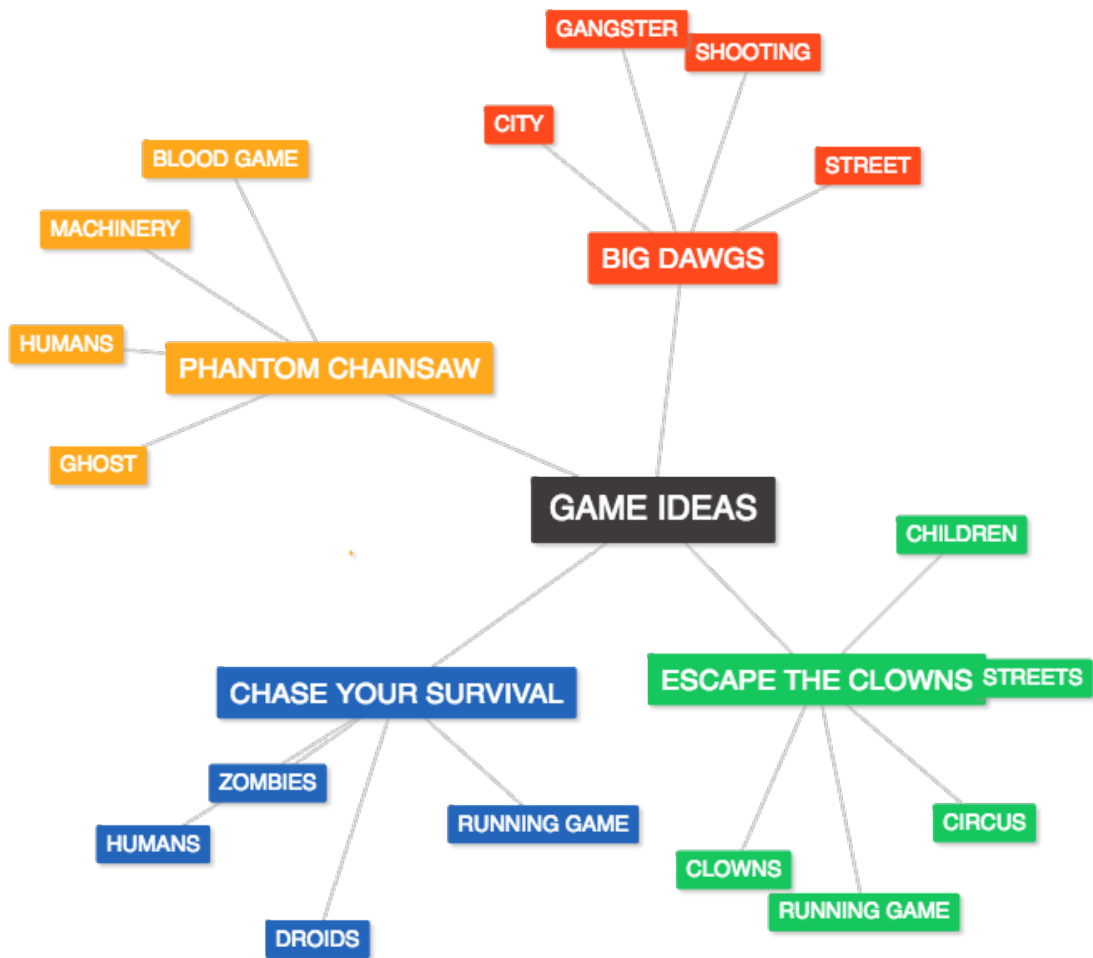 GANGSTER
SHOOTING
CITY
STREET
BIG DAWGS
BLOOD GAME
MACHINERY
HUMANS
PHANTOM CHAINSAW
GHOST
GAME IDEAS
CHILDREN
ESCAPE THE CLOWNS
STREETS
CIRCUS
CLOWNS
RUNNING GAME
CHASE YOUR SURVIVAL
ZOMBIES
HUMANS
RUNNING GAME
DROIDS